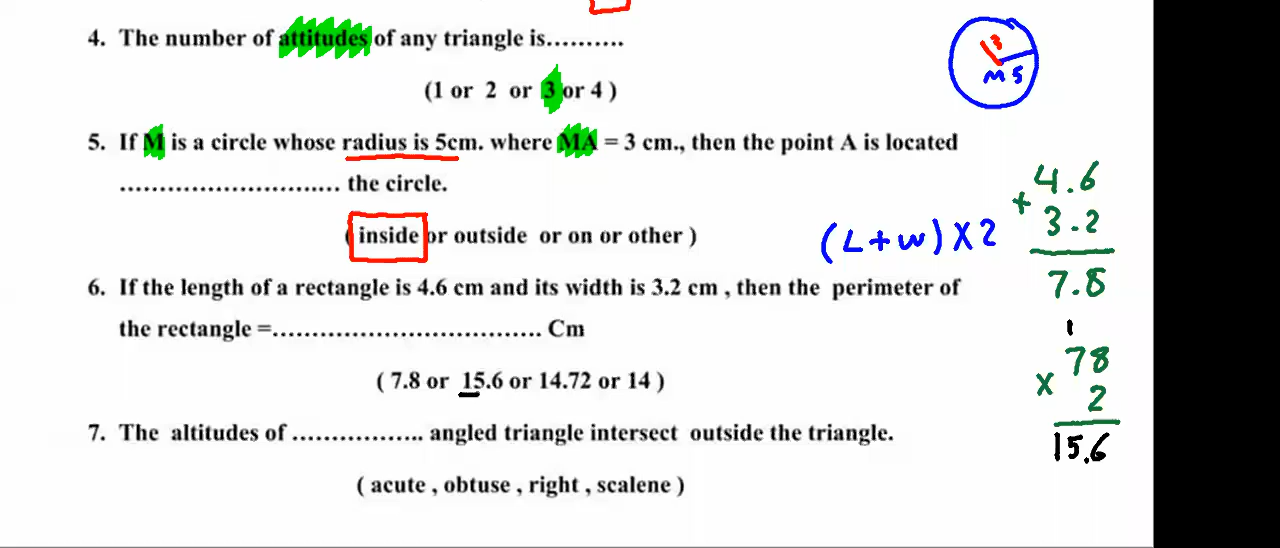 4. The number of attitudes of any triangle is..........
(1 or 2 or 3 or 4 )
3
M 5
5. If M is a circle whose radius is 5cm. where MA = 3 cm., then the point A is located
............................ the circle.
( inside or outside or on or other )
(L+w) X 2
4.6
+ 3.2
7.8
6. If the length of a rectangle is 4.6 cm and its width is 3.2 cm , then the perimeter of
the rectangle =.................................. Cm
( 7.8 or 15.6 or 14.72 or 14 )
1
78
x 2
15.6
7. The altitudes of ................. angled triangle intersect outside the triangle.
( acute , obtuse , right , scalene )